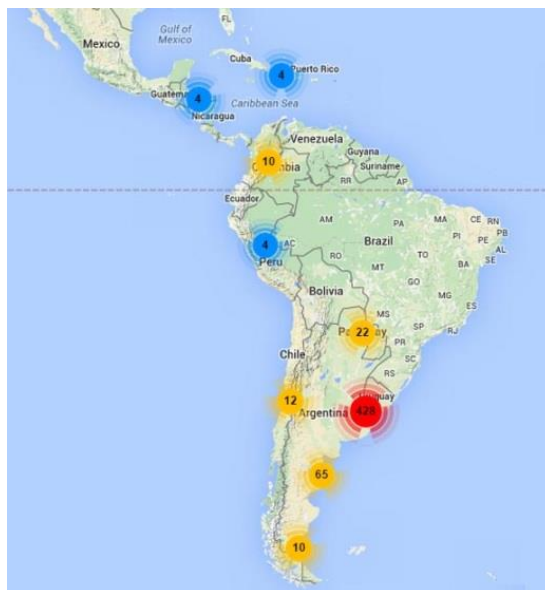 FL
Gulf of
Mexico
Mexico
Cuba
4
Puerto Rico
Guatema
4
Caribbean Sea
Nicaragua
Venezuela
10
Guyana
Suriname
RR
AP
Ecuador
AM
PA
MA
CE
RN
PB
PI
PE
AL
SE
4
AC
Peru
RO
TO
Brazil
MT
BA
GO
Bolivia
MG
ES
MS
SP
RJ
22
PR
SC
Chile
RS
12
Argentina
428
65
10